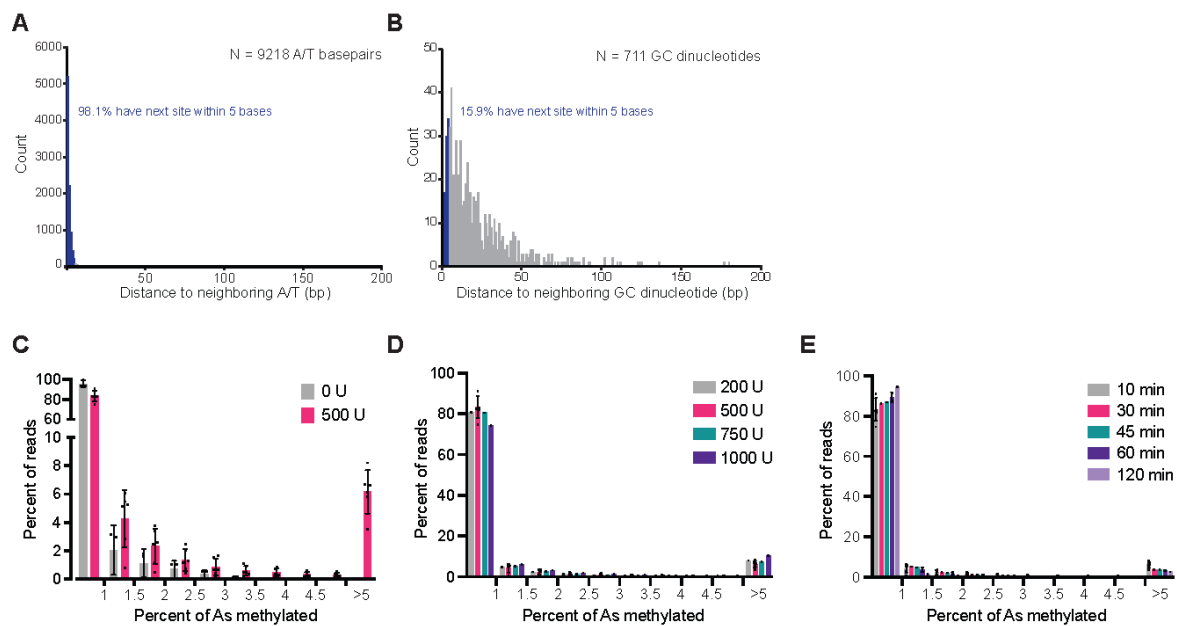 A
6000
5000
4000
3000
2000
1000
0
Count
N = 9218 A/T basepairs
98.1% have next site within 5 bases
50
100
150
200
Distance to neighboring A/T (bp)
B
50
40
30
20
10
0
Count
N = 711 GC dinucleotides
15.9% have next site within 5 bases
0
50
100
150
200
Distance to neighboring GC dinucleotide (bp)
C
100
80
60
10
8
6
4
2
0
Percent of reads
0 U
500 U
1 1.5 2 2.5 3 3.5 4 4.5 >5
Percent of As methylated
D
100
80
60
40
20
0
Percent of reads
200 U
500 U
750 U
1000 U
1 1.5 2 2.5 3 3.5 4 4.5 >5
Percent of As methylated
E
100
80
60
40
20
0
Percent of reads
10 min
30 min
45 min
60 min
120 min
1 1.5 2 2.5 3 3.5 4 4.5 >5
Percent of As methylated